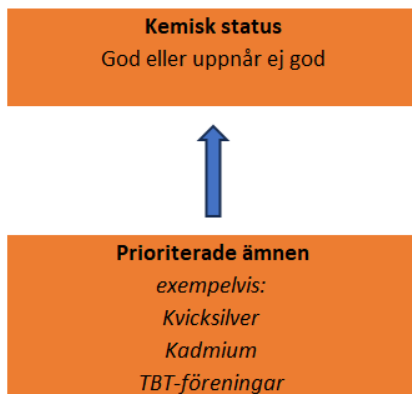 Kemisk status
God eller uppnår ej god
Prioriterade ämnen
exempelvis:
Kvicksilver
Kadmium
TBT-föreningar